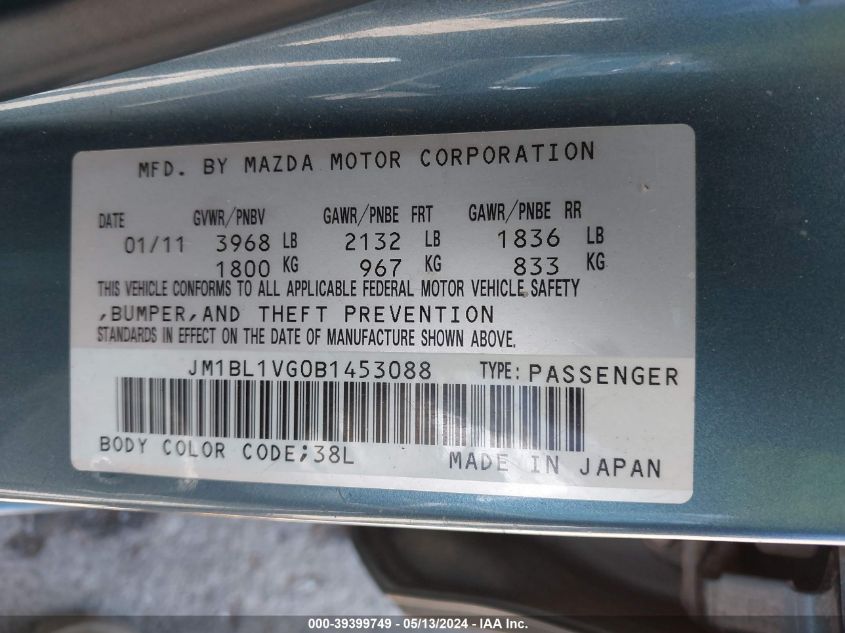 MFD. BY MAZDA MOTOR CORPORATION
DATE GVWR/PNBV GAWR/PNBE FRT GAWR/PNBE RR
01/11 3968 LB 2132 LB 1836 LB
1800 KG 967 KG 833 KG
THIS VEHICLE CONFORMS TO ALL APPLICABLE FEDERAL MOTOR VEHICLE SAFETY
,BUMPER,AND THEFT PREVENTION
STANDARDS IN EFFECT ON THE DATE OF MANUFACTURE SHOWN ABOVE.
JM1BL1VG0B1453088 TYPE: PASSENGER
BODY COLOR CODE;38L MADE IN JAPAN
000-39399749 - 05/13/2024 - IAA Inc.